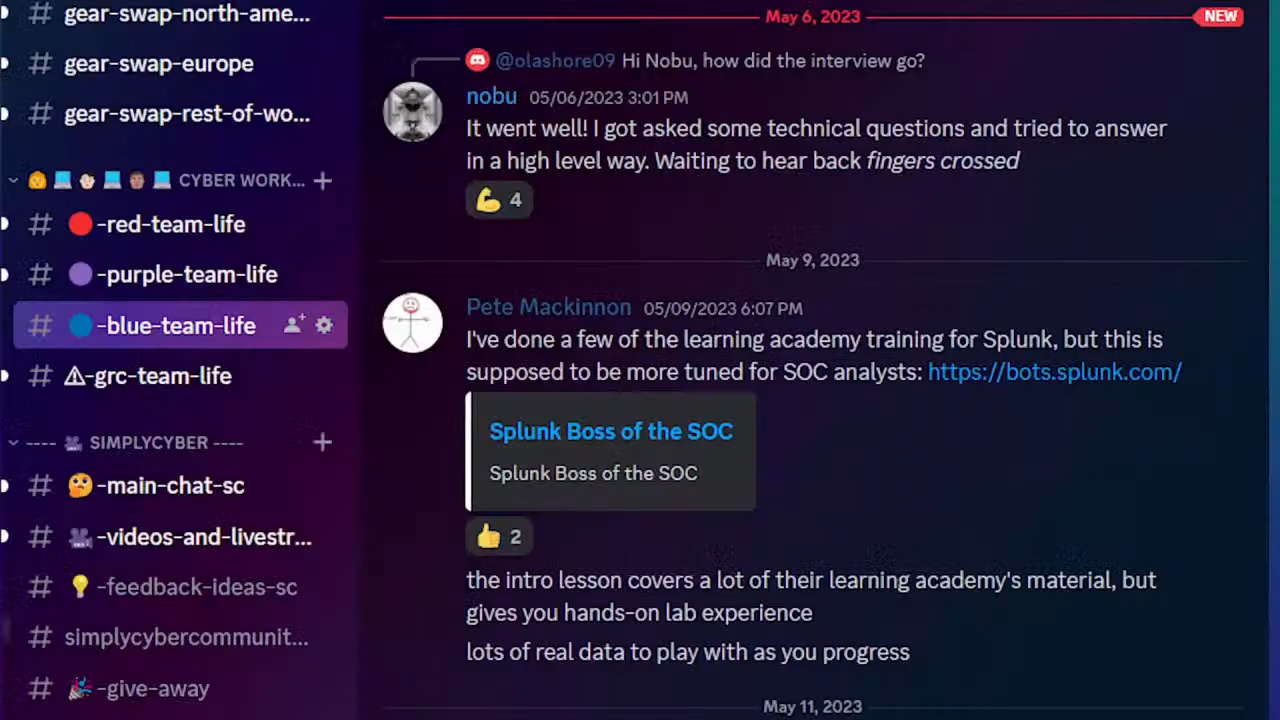 # gear-swap-north-ame...
# gear-swap-europe
# gear-swap-rest-of-wo...
CYBER WORK... +
# 🔴-red-team-life
# 🟣-purple-team-life
# 🔵-blue-team-life
# ⚠-grc-team-life
---- 🎥 SIMPLYCYBER ---- +
# 🤔-main-chat-sc
# 🎥-videos-and-livestr...
# 💡-feedback-ideas-sc
# simplycybercommunit...
# 🎉-give-away
May 6, 2023 NEW
@olashore09 Hi Nobu, how did the interview go?
nobu 05/06/2023 3:01 PM
It went well! I got asked some technical questions and tried to answer
in a high level way. Waiting to hear back fingers crossed
💪 4
May 9, 2023
Pete Mackinnon 05/09/2023 6:07 PM
I've done a few of the learning academy training for Splunk, but this is
supposed to be more tuned for SOC analysts: https://bots.splunk.com/
Splunk Boss of the SOC
Splunk Boss of the SOC
👍 2
the intro lesson covers a lot of their learning academy's material, but
gives you hands-on lab experience
lots of real data to play with as you progress
May 11, 2023